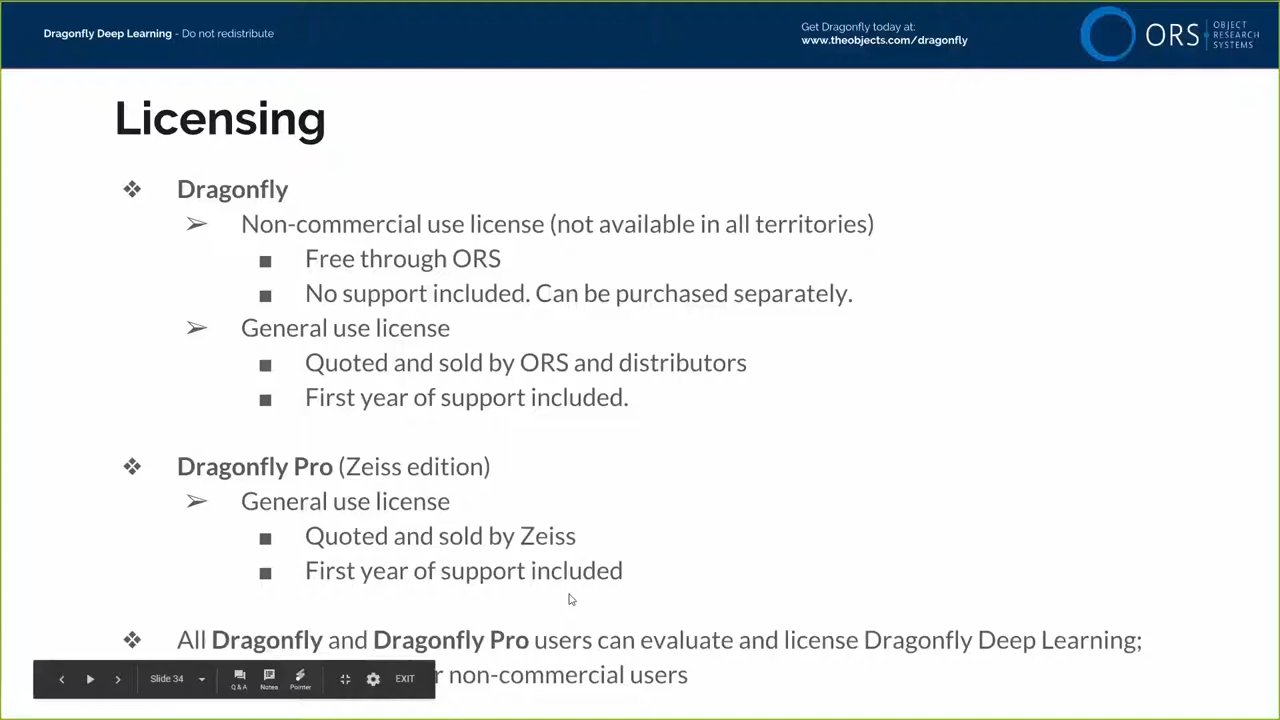 Dragonfly Deep Learning - Do not redistribute
Get Dragonfly today at:
www.theobjects.com/dragonfly
ORS
OBJECT
RESEARCH
SYSTEMS
Licensing
❖ Dragonfly
➢ Non-commercial use license (not available in all territories)
■ Free through ORS
■ No support included. Can be purchased separately.
➢ General use license
■ Quoted and sold by ORS and distributors
■ First year of support included.
❖ Dragonfly Pro (Zeiss edition)
➢ General use license
■ Quoted and sold by Zeiss
■ First year of support included
❖ All Dragonfly and Dragonfly Pro users can evaluate and license Dragonfly Deep Learning;
non-commercial users
Slide 34
Q & A
Notes
Pointer
EXIT